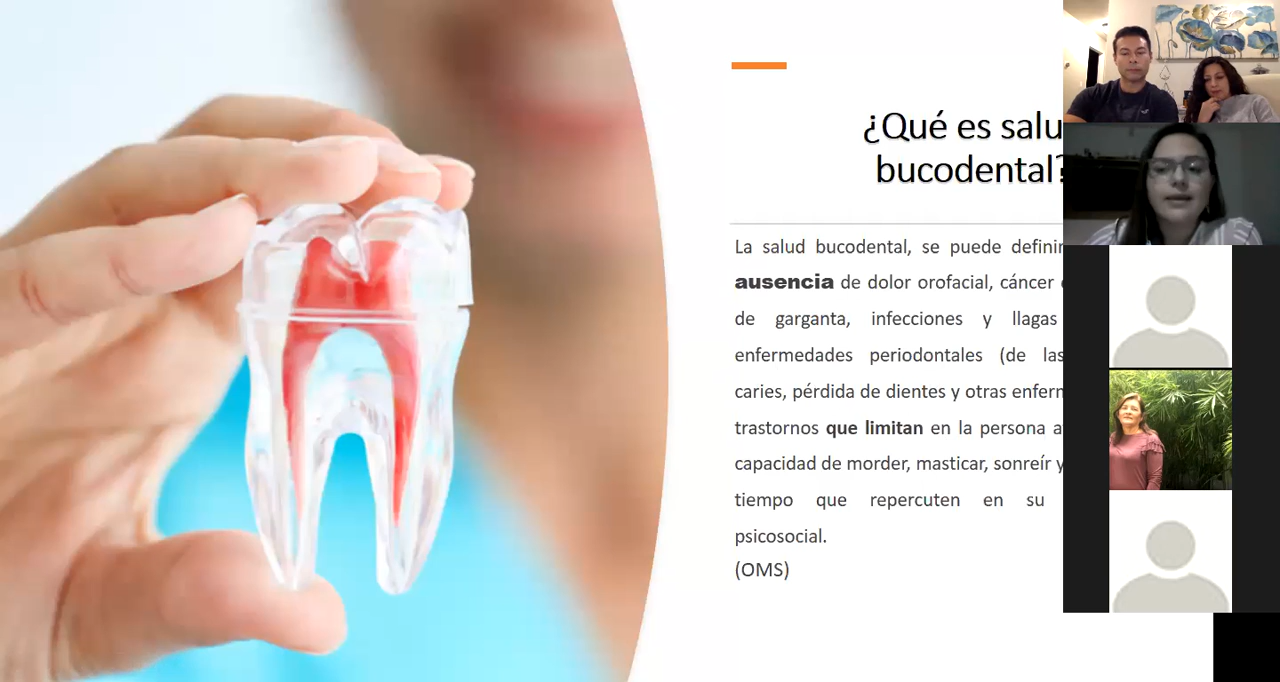 ¿Qué es salu
bucodental?
La salud bucodental, se puede definir
ausencia de dolor orofacial, cáncer
de garganta, infecciones y llagas
enfermedades periodontales (de las
caries, pérdida de dientes y otras enferm
trastornos que limitan en la persona a
capacidad de morder, masticar, sonreír y
tiempo que repercuten en su
psicosocial.
(OMS)